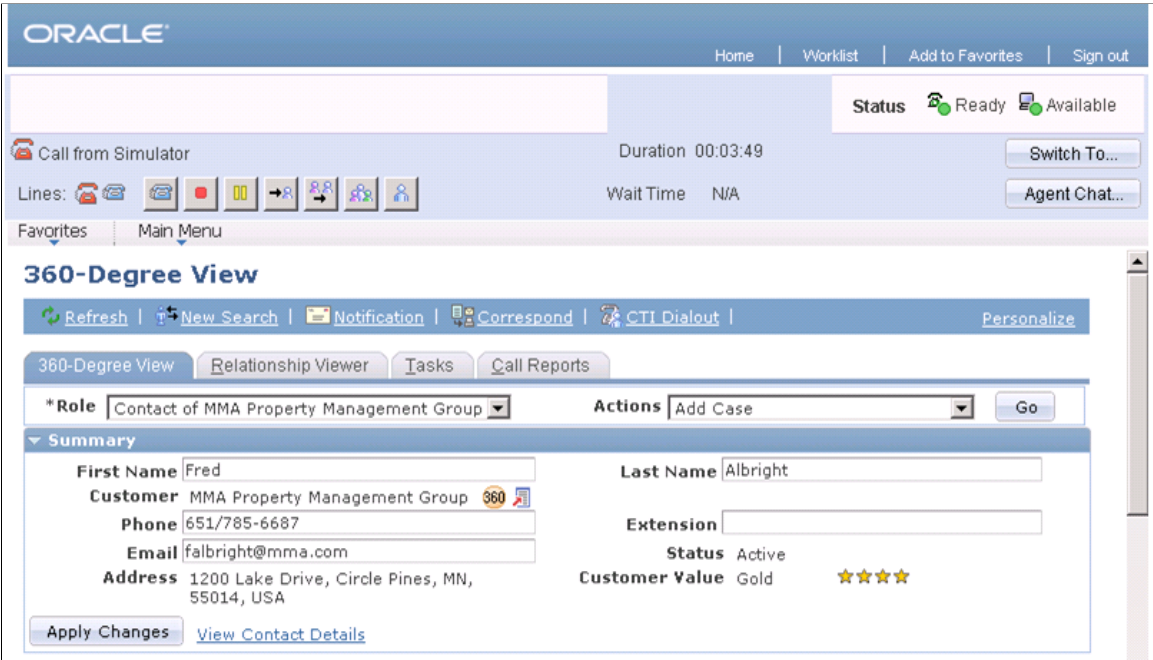 ORACLE
Home | Worklist | Add to Favorites | Sign out
Status Ready Available
Call from Simulator Duration 00:03:49 Switch To...
Lines: Wait Time N/A Agent Chat...
Favorites Main Menu
360-Degree View
Refresh | New Search | Notification | Correspond | CTI Dialout | Personalize
360-Degree View Relationship Viewer Tasks Call Reports
*Role Contact of MMA Property Management Group Actions Add Case Go
Summary
First Name Fred Last Name Albright
Customer MMA Property Management Group 360
Phone 651/785-6687 Extension
Email falbright@mma.com Status Active
Address 1200 Lake Drive, Circle Pines, MN, Customer Value Gold
55014, USA
Apply Changes View Contact Details